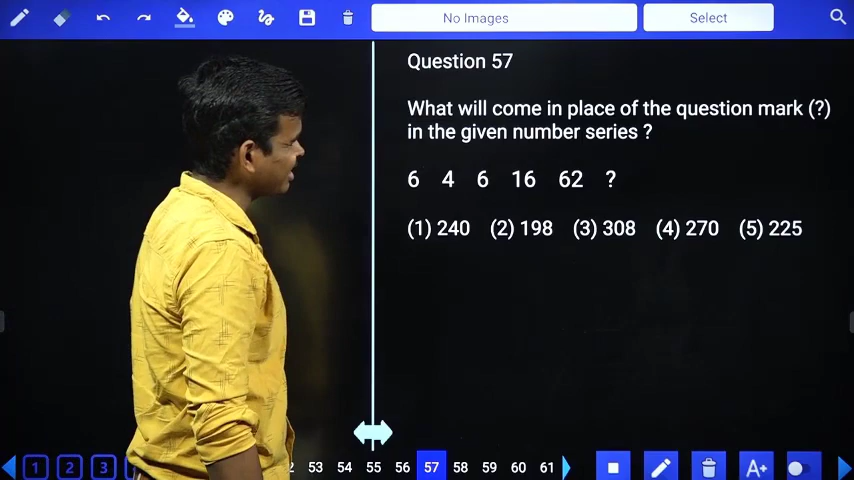 No Images
Select
Question 57
What will come in place of the question mark (?)
in the given number series ?
6 4 6 16 62 ?
(1) 240 (2) 198 (3) 308 (4) 270 (5) 225
1 2 3 53 54 55 56 57 58 59 60 61 A+